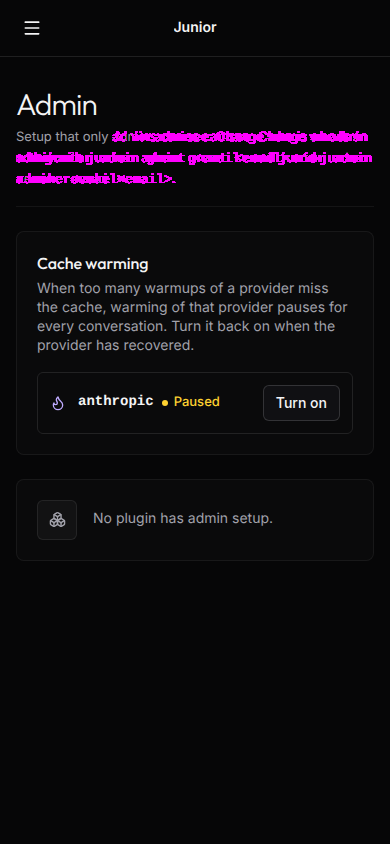 Junior
Admin
Setup that only
Cache warming
When too many warmups of a provider miss
the cache, warming of that provider pauses for
every conversation. Turn it back on when the
provider has recovered.
anthropic
Paused
Turn on
No plugin has admin setup.